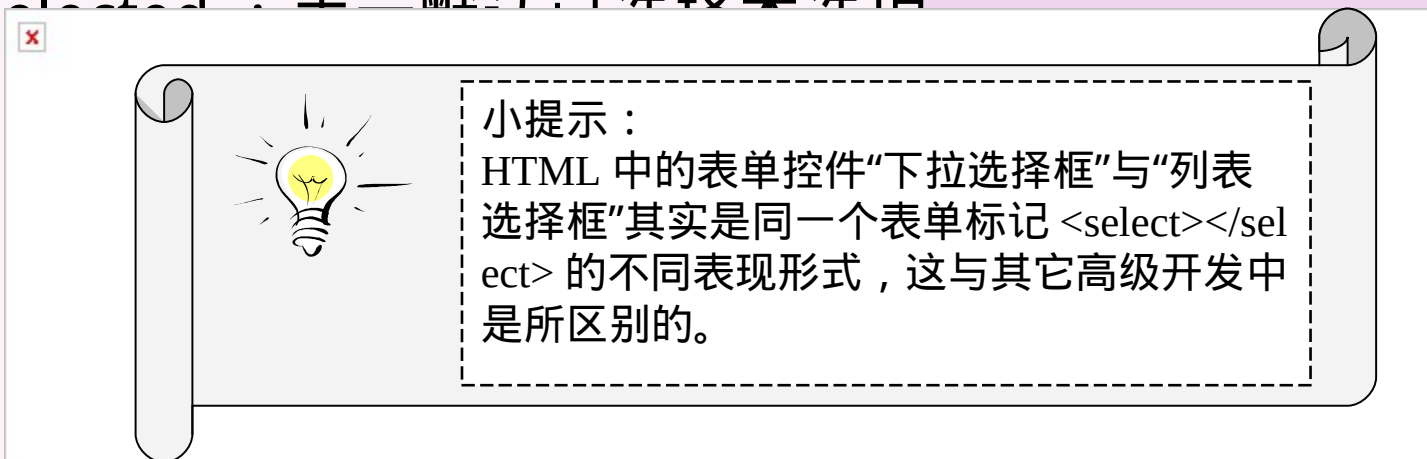 小提示：
HTML 中的表单控件“下拉选择框”与“列表
选择框”其实是同一个表单标记 <select></sel
ect> 的不同表现形式，这与其它高级开发中
是所区别的。